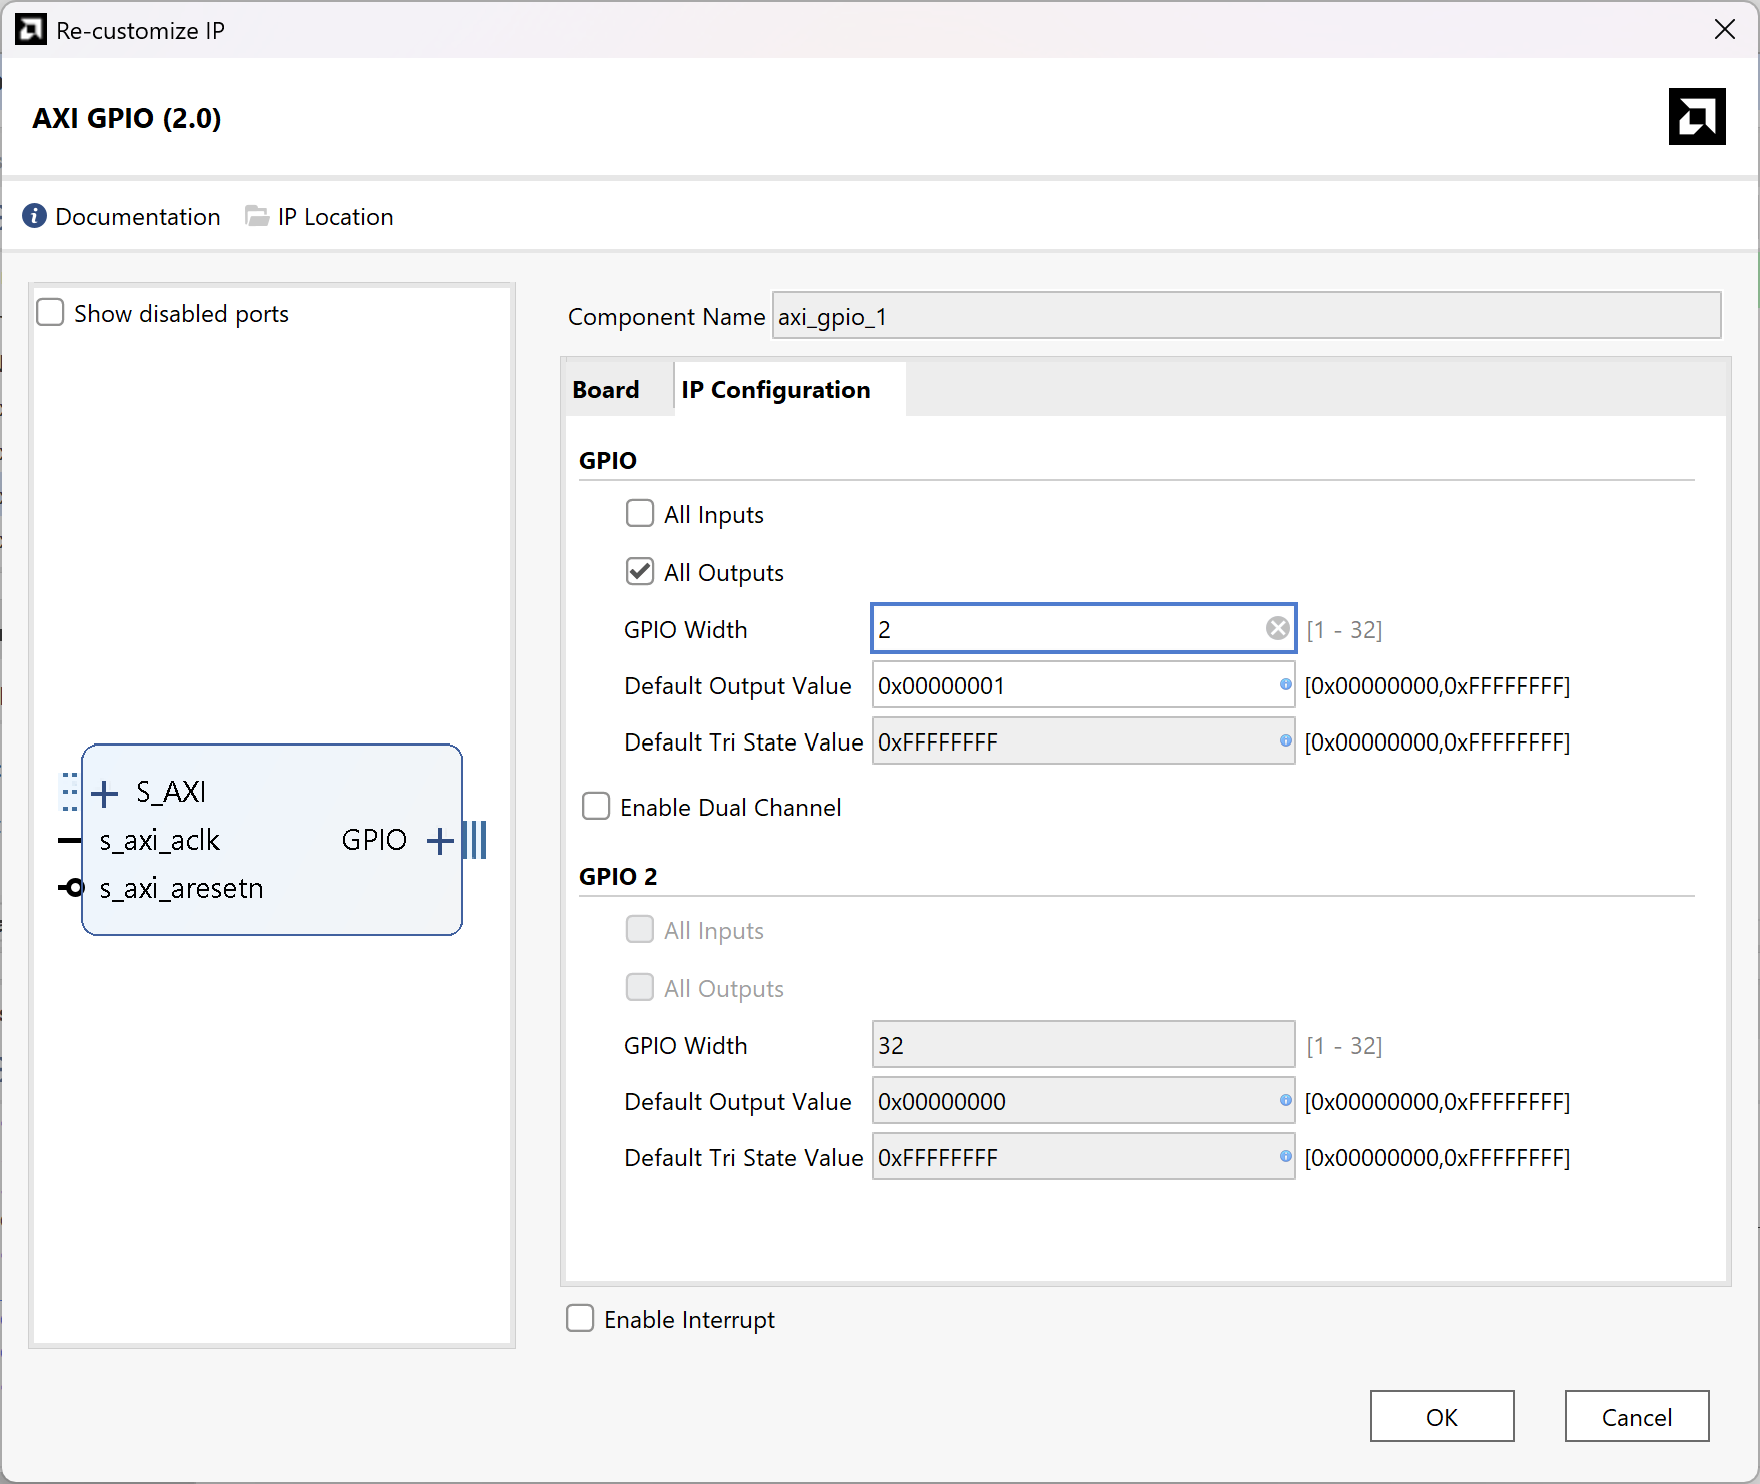 Re-customize IP
AXI GPIO (2.0)
Documentation IP Location
Show disabled ports
S_AXI
s_axi_aclk GPIO
s_axi_aresetn
Component Name axi_gpio_1
Board IP Configuration
GPIO
All Inputs
All Outputs
GPIO Width 2 [1 - 32]
Default Output Value 0x00000001 [0x00000000,0xFFFFFFFF]
Default Tri State Value 0xFFFFFFFF [0x00000000,0xFFFFFFFF]
Enable Dual Channel
GPIO 2
All Inputs
All Outputs
GPIO Width 32 [1 - 32]
Default Output Value 0x00000000 [0x00000000,0xFFFFFFFF]
Default Tri State Value 0xFFFFFFFF [0x00000000,0xFFFFFFFF]
Enable Interrupt
OK Cancel